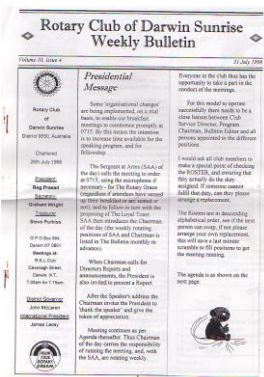 Rotary Club of Darwin Sunrise
Weekly Bulletin
Volume 10, Issue 4
31 July 1998
Rotary Club
of
Darwin Sunrise
District 9550, Australia
Chartered
26th July 1989
President
Reg Prasad
Secretary
Graham Wright
Treasurer
Steve Purkiss
Darwin NT 0801
Meetings at:
R.S.L Club
Cavenagh Street,
Darwin, N.T.
7.00am for 7.15am
District Governor
John McLaren
International President
James Lacey
Presidential
Message
Some 'organisational changes'
are being implemented, on a trial
basis, to enable our breakfast
meetings to commence promptly at
0715. By this means the intention
is to increase time available for the
speaking program, and for
fellowship.
The Sergeant at Arms (SAA) of
the day calls the meeting to order
at 0715, using the microphone if
necessary - for The Rotary Grace
(regardless if attendees have served
up their breakfast or are seated or
not), and to follow in turn with the
proposing of The Loyal Toast.
SAA then introduces the Chairman
of the day (the weekly rotating
positions of SAA and Chairman is
listed in The Bulletin monthly in
advance).
When Chairman calls for
Directors Reports and
announcements, the President is
also invited to present a Report.
After the Speaker's address the
Chairman invites the President to
'thank the speaker' and give the
token of appreciation.
Meeting continues as per
Agenda thereafter. Thus Chairman
of the day carries the responsibility
of running the meeting, and, with
the SAA, are rotating weekly.
Everyone in the club then has the
opportunity to take a part in the
conduct of the meetings.
For this model to operate
successfully there needs to be a
close liaison between Club
Service Director, Program
Chairman, Bulletin Editor and all
persons appointed to the different
positions.
I would ask all club members to
make a special point of checking
the ROSTER, and ensuring that
they actually do the duty
assigned. If someone cannot
fulfil that duty, can they please
arrange a replacement.
The Rosters are in descending
alphabetical order, see if the next
person can swap, if not please
arrange your own replacement,
this will save a last minute
scramble to fill positions to get
the meeting running.
The agenda is as shown on the
next page.